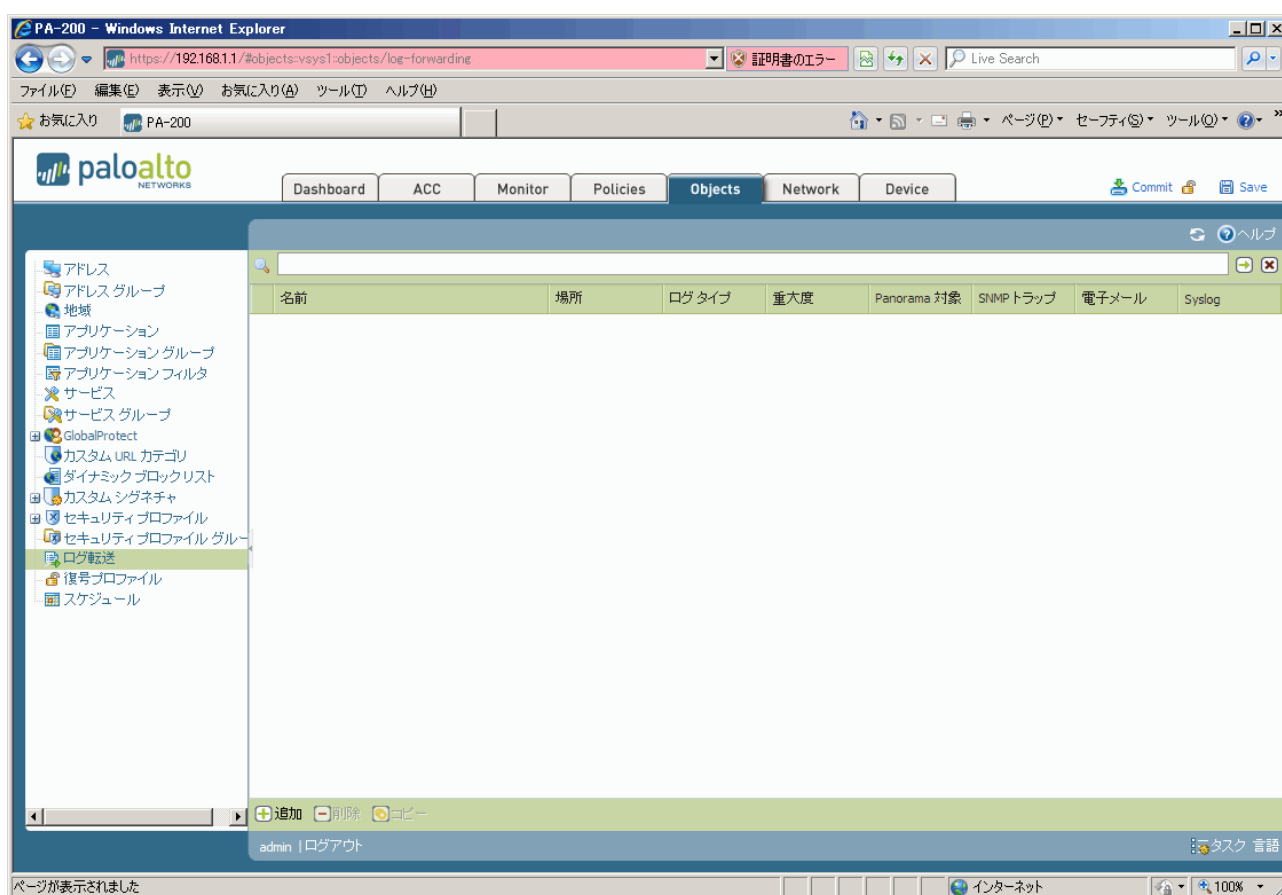 PA-200 - Windows Internet Explorer
https://192.168.1.1/#objects:vsys1:objects/log-forwarding
証明書のエラー
Live Search
ファイル(F) 編集(E) 表示(V) お気に入り(A) ツール(T) ヘルプ(H)
お気に入り
PA-200
ページ(P) セーフティ(S) ツール(O)
paloalto
NETWORKS
Dashboard ACC Monitor Policies Objects Network Device
Commit Save
ヘルプ
アドレス
アドレス グループ
地域
アプリケーション
アプリケーション グループ
アプリケーション フィルタ
サービス
サービス グループ
GlobalProtect
カスタム URL カテゴリ
ダイナミック ブロック リスト
カスタム シグネチャ
セキュリティ プロファイル
セキュリティ プロファイル グルー
ログ転送
復号プロファイル
スケジュール
名前 場所 ログ タイプ 重大度 Panorama 対象 SNMP トラップ 電子メール Syslog
追加 削除 コピー
admin | ログアウト
タスク 言語
ページが表示されました
インターネット
100%